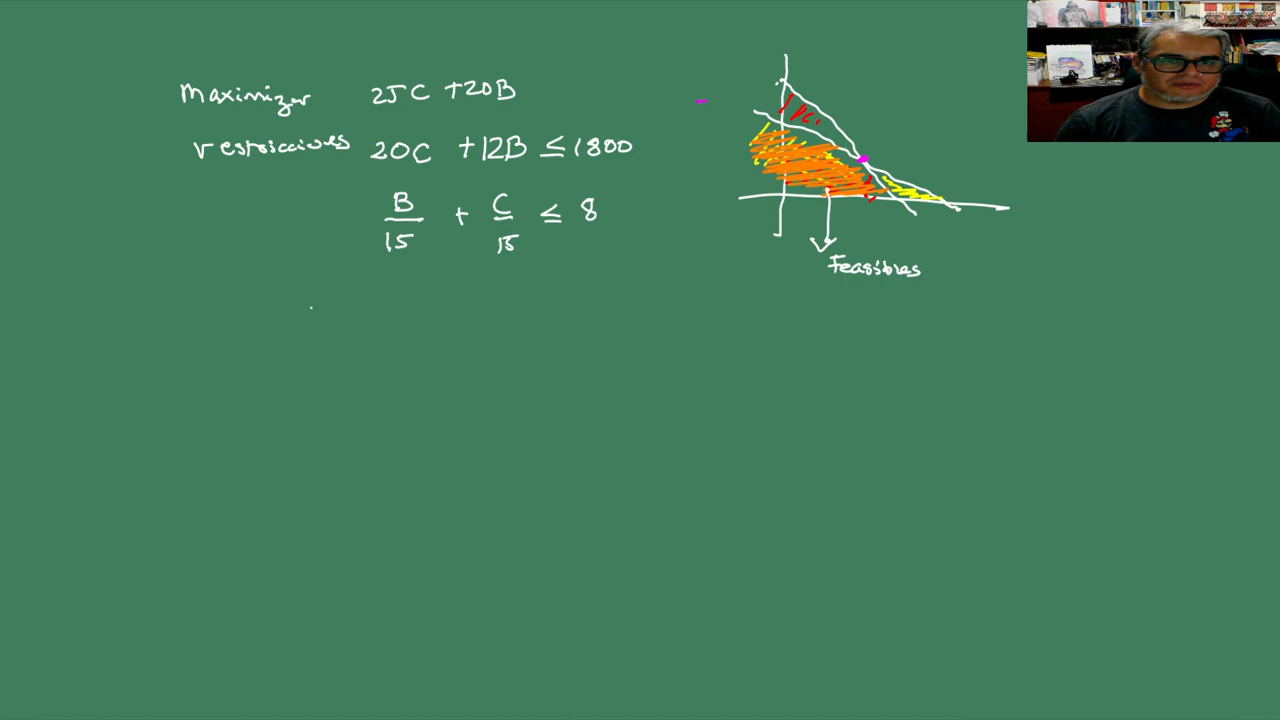 Maximizar 25C + 20B
restricciones 20C + 12B ≤ 1800
B/15 + C/15 ≤ 8
Feasibles